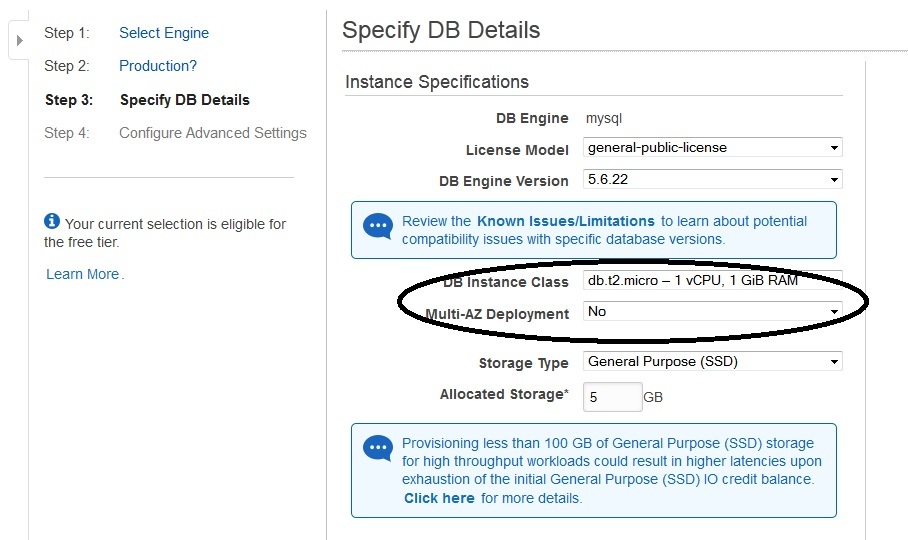 Step 1: Select Engine
Step 2: Production?
Step 3: Specify DB Details
Step 4: Configure Advanced Settings
Your current selection is eligible for
the free tier.
Learn More.
Specify DB Details
Instance Specifications
DB Engine mysql
License Model general-public-license
DB Engine Version 5.6.22
Review the Known Issues/Limitations to learn about potential
compatibility issues with specific database versions.
DB Instance Class db.t2.micro – 1 vCPU, 1 GiB RAM
Multi-AZ Deployment No
Storage Type General Purpose (SSD)
Allocated Storage* 5 GB
Provisioning less than 100 GB of General Purpose (SSD) storage
for high throughput workloads could result in higher latencies upon
exhaustion of the initial General Purpose (SSD) IO credit balance.
Click here for more details.